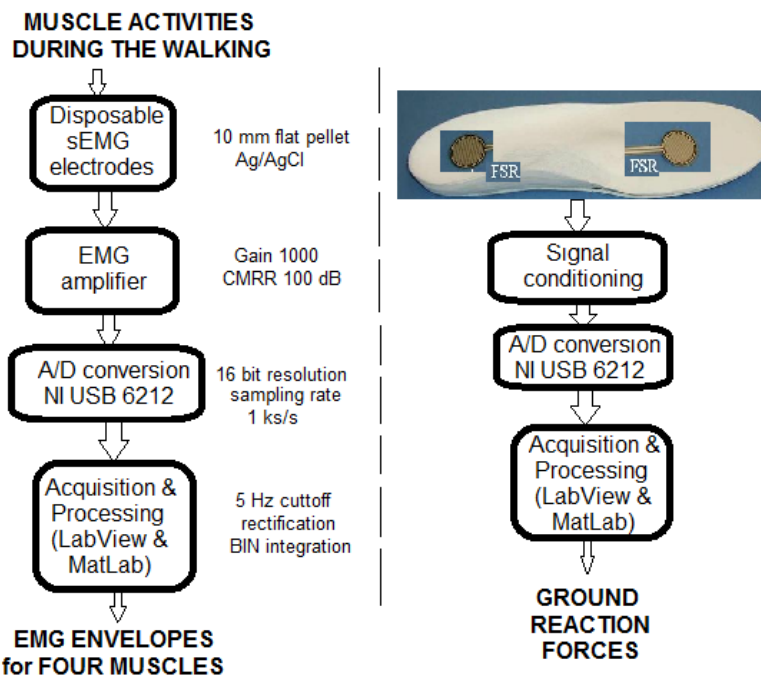 MUSCLE ACTIVITIES
DURING THE WALKING
Disposable
sEMG
electrodes
10 mm flat pellet
Ag/AgCl
EMG
amplifier
Gain 1000
CMRR 100 dB
A/D conversion
NI USB 6212
16 bit resolution
sampling rate
1 ks/s
Acquisition &
Processing
(LabView &
MatLab)
5 Hz cuttoff
rectification
BIN integration
EMG ENVELOPES
for FOUR MUSCLES
FSR
FSR
Signal
conditioning
A/D conversion
NI USB 6212
Acquisition &
Processing
(LabView &
MatLab)
GROUND
REACTION
FORCES